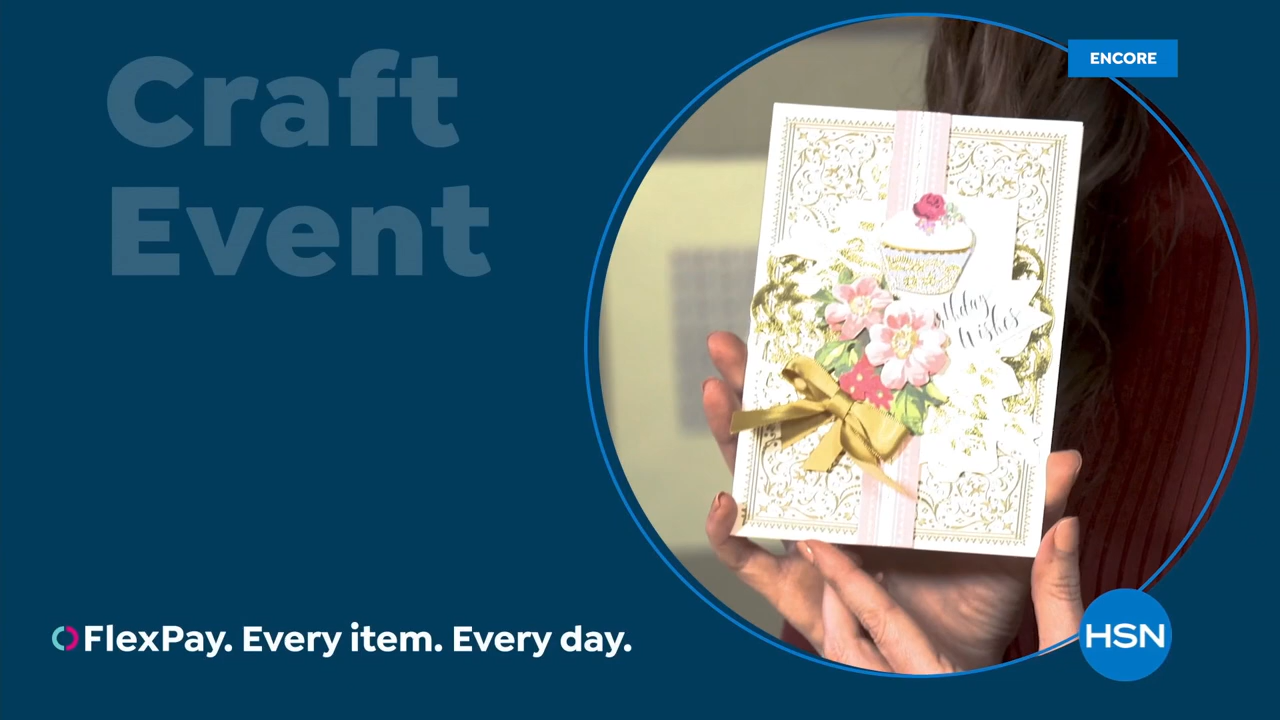 Craft
Event
ENCORE
Wishes
FlexPay. Every item. Every day.
HSN